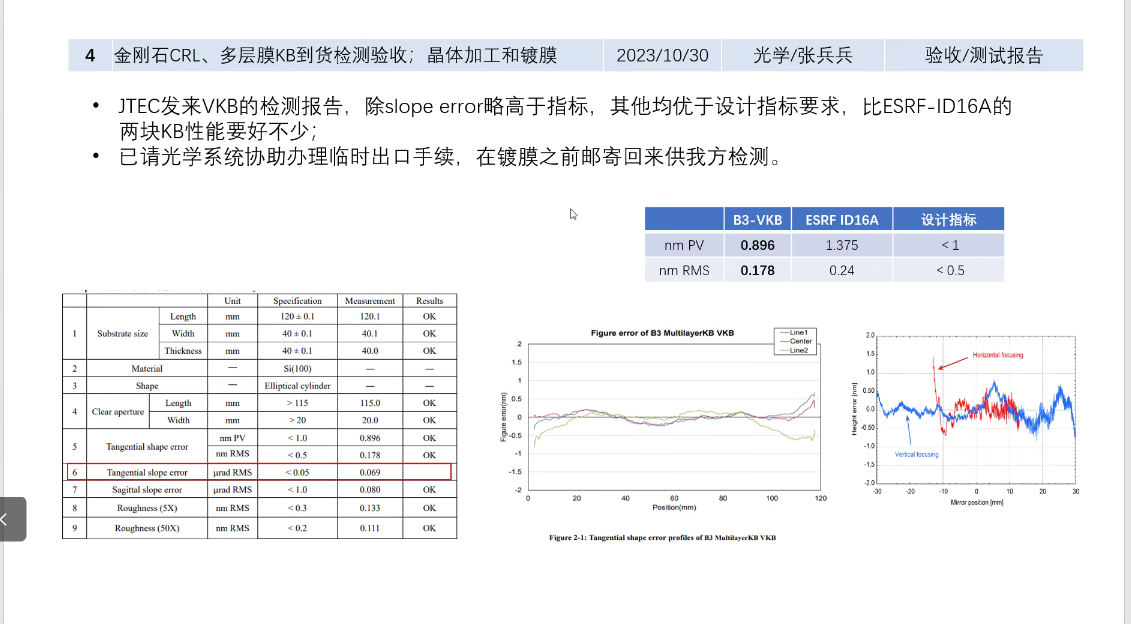 4 金刚石CRL、多层膜KB到货检测验收；晶体加工和镀膜 2023/10/30 光学/张兵兵 验收/测试报告
• JTEC发来VKB的检测报告，除slope error略高于指标，其他均优于设计指标要求，比ESRF-ID16A的
两块KB性能要好不少；
• 已请光学系统协助办理临时出口手续，在镀膜之前邮寄回来供我方检测。
B3-VKB ESRF ID16A 设计指标
nm PV 0.896 1.375 < 1
nm RMS 0.178 0.24 < 0.5
Unit Specification Measurement Results
1 Substrate size Length mm 120 ± 0.1 120.1 OK
Width mm 40 ± 0.1 40.1 OK
Thickness mm 40 ± 0.1 40.0 OK
2 Material — Si(100) — —
3 Shape — Elliptical cylinder — —
4 Clear aperture Length mm > 115 115.0 OK
Width mm > 20 20.0 OK
5 Tangential shape error nm PV < 1.0 0.896 OK
nm RMS < 0.5 0.178 OK
6 Tangential slope error μrad RMS < 0.05 0.069
7 Sagittal slope error μrad RMS < 1.0 0.080 OK
8 Roughness (5X) nm RMS < 0.3 0.133 OK
9 Roughness (50X) nm RMS < 0.2 0.111 OK
Figure error of B3 MultilayerKB VKB
Line1
Center
Line2
Figure error(nm)
2
1.5
1
0.5
0
-0.5
-1
-1.5
-2
0 20 40 60 80 100 120
Position(mm)
Figure 2-1: Tangential shape error profiles of B3 MultilayerKB VKB
Height error [nm]
2.0
1.5
1.0
0.5
0.0
-0.5
-1.0
-1.5
-2.0
Horizontal focusing
Vertical focusing
-30 -20 -10 0 10 20 30
Mirror position [mm]